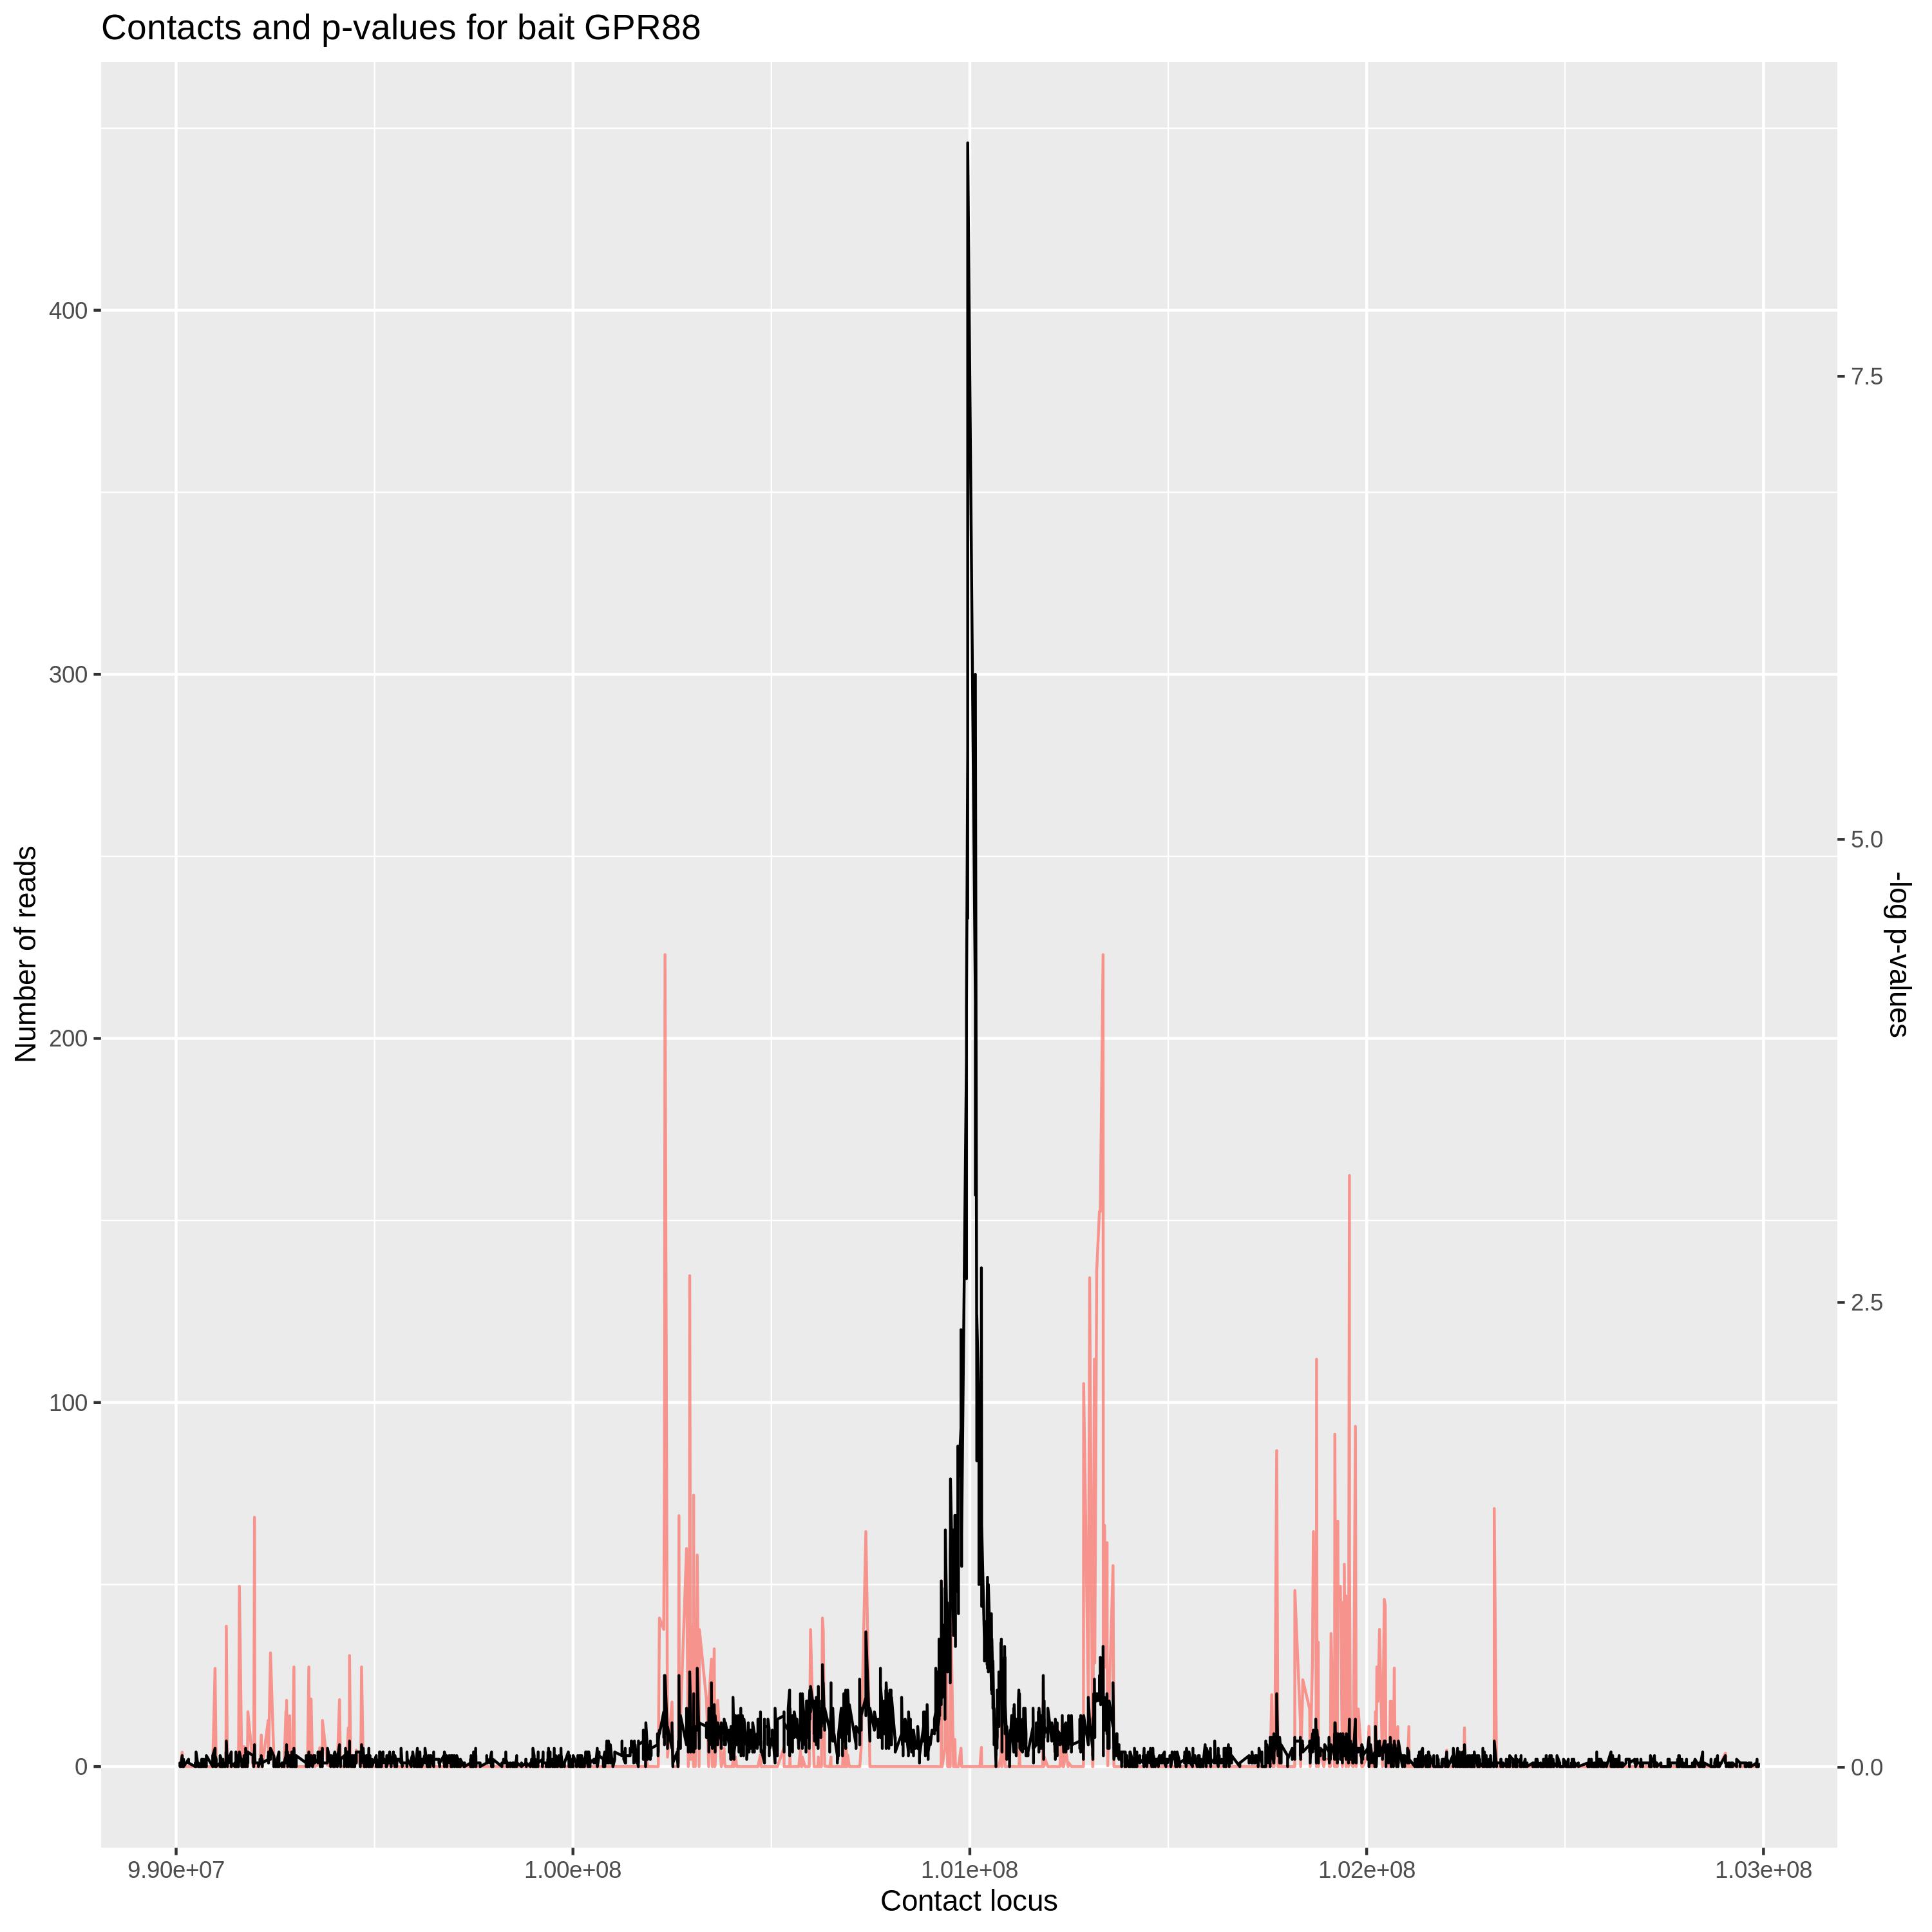 Contacts and p-values for bait GPR88
400
300
200
100
0
Number of reads
7.5
5.0
2.5
0.0
-log p-values
9.90e+07
1.00e+08
1.01e+08
1.02e+08
1.03e+08
Contact locus